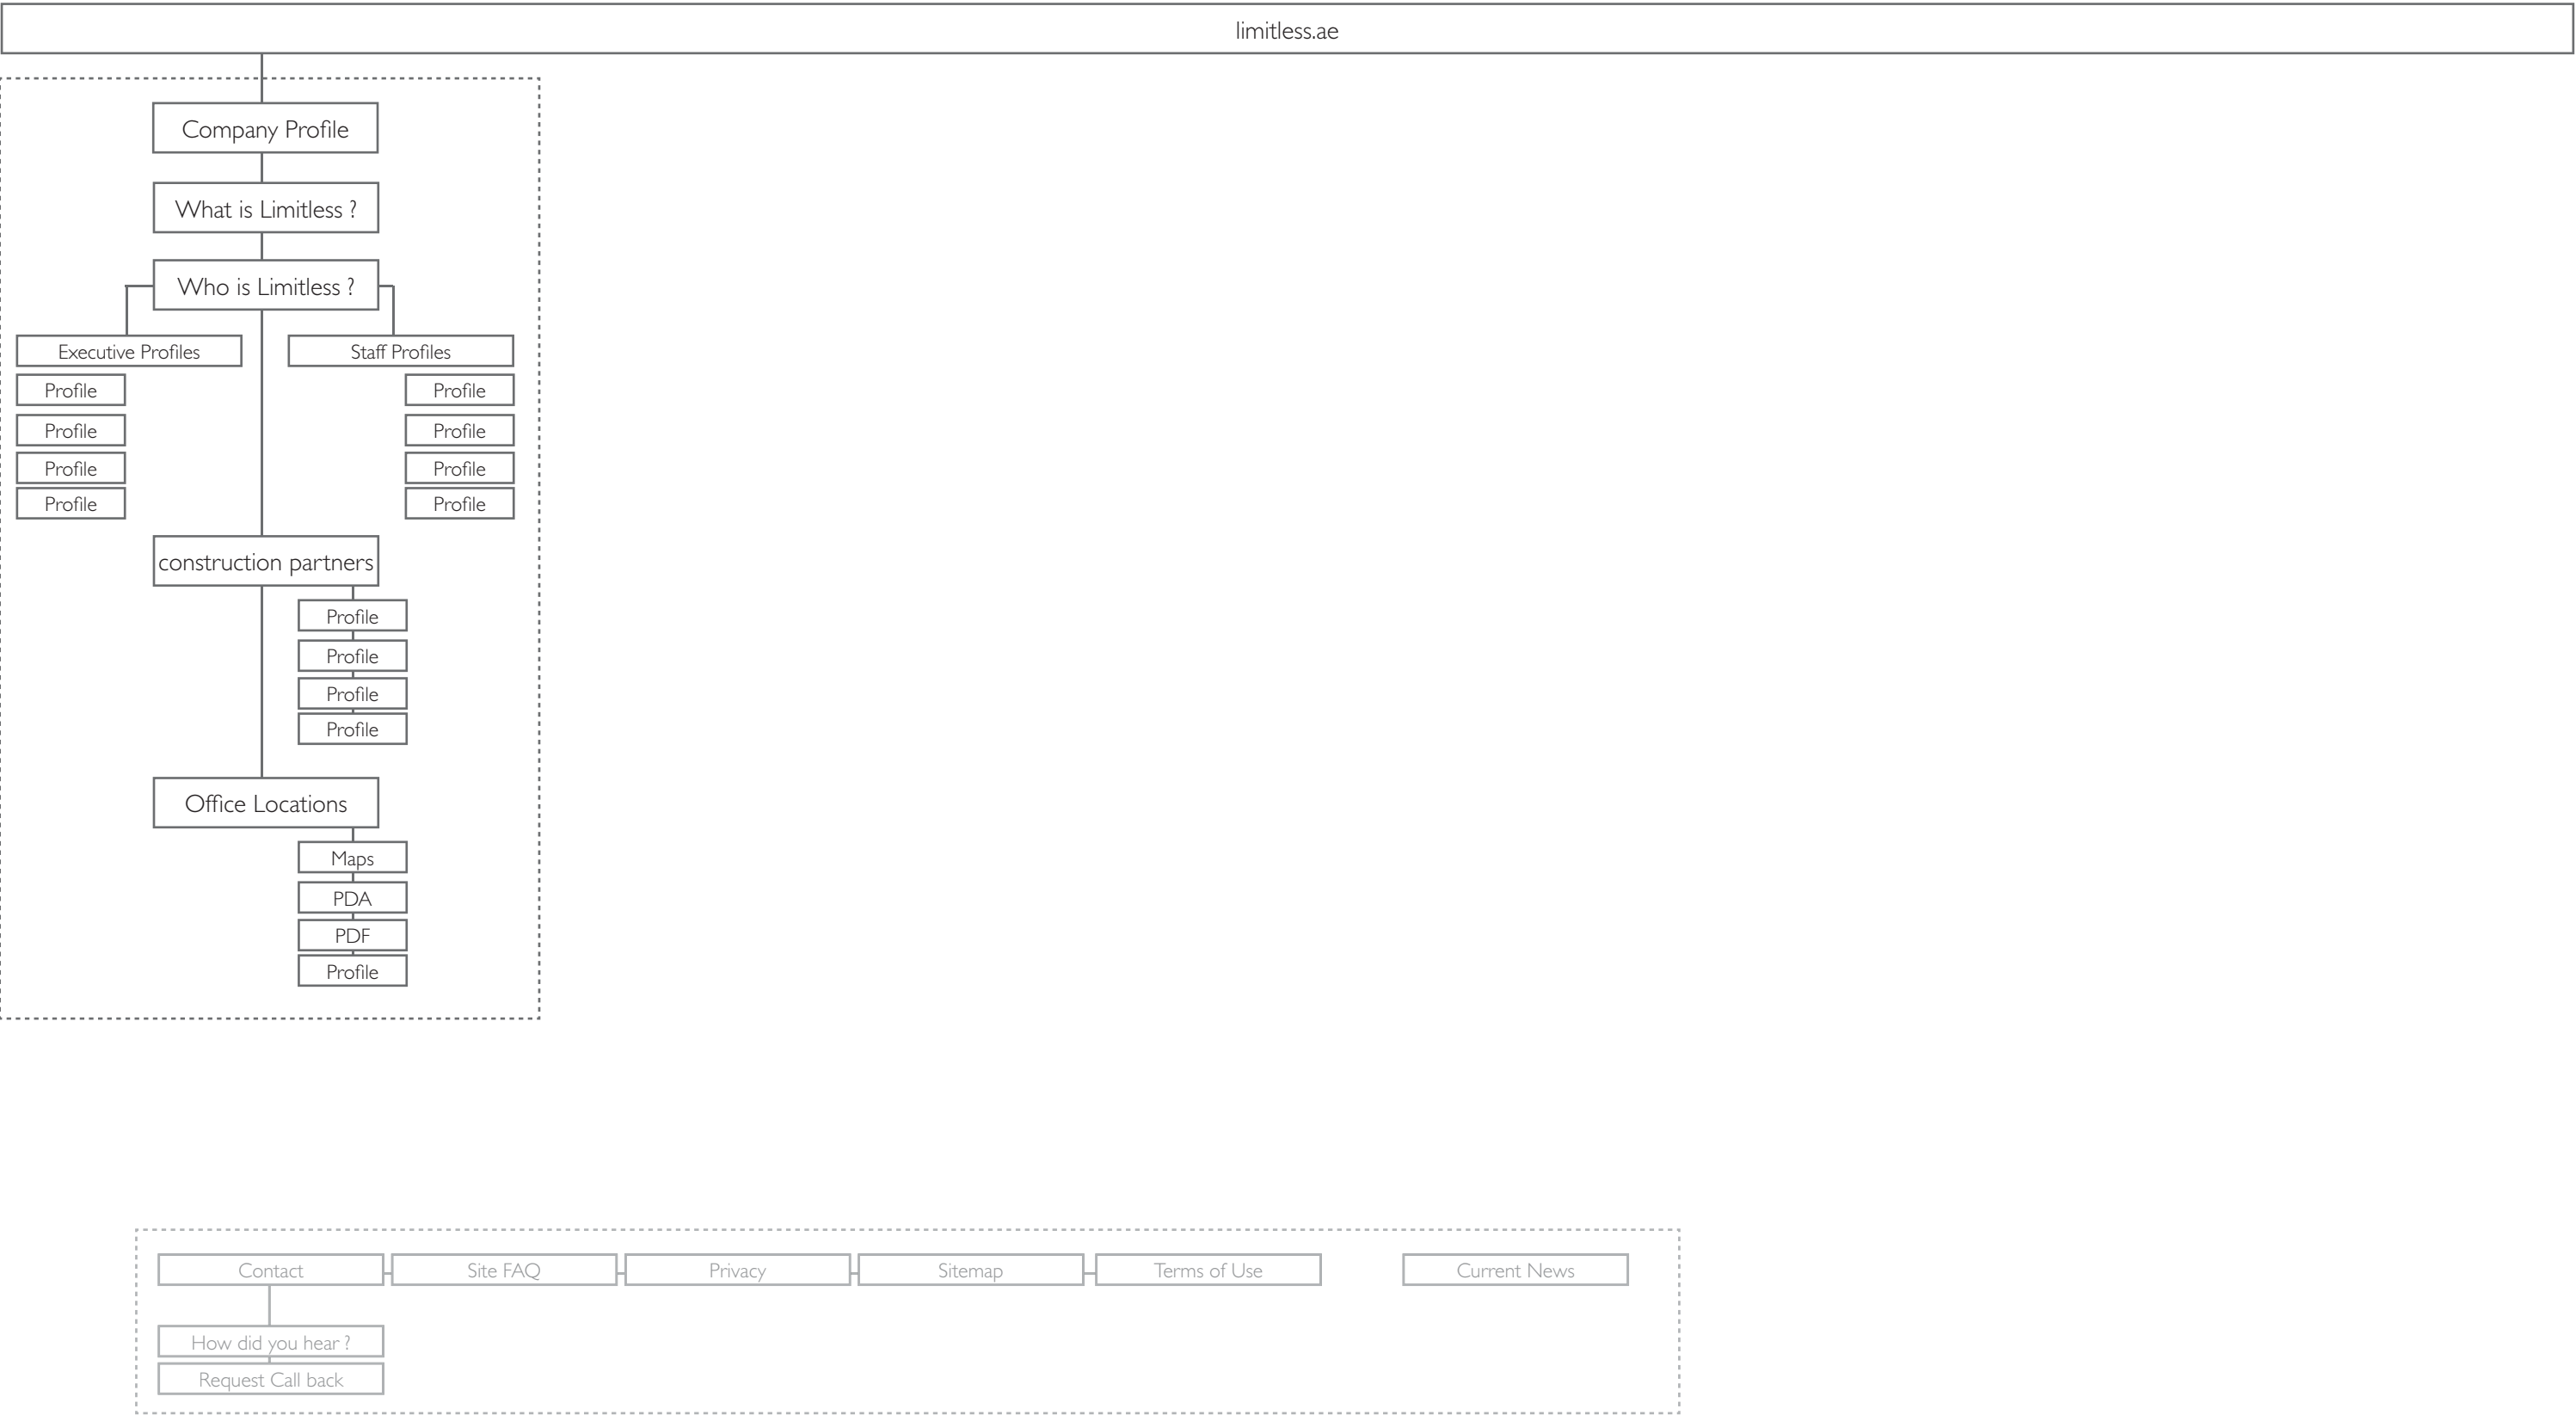 limitless.ae
Company Profile
What is Limitless ?
Who is Limitless ?
Executive Profiles
Staff Profiles
Profile
Profile
Profile
Profile
Profile
Profile
Profile
Profile
construction partners
Profile
Profile
Profile
Profile
Office Locations
Maps
PDA
PDF
Profile
Contact
Site FAQ
Privacy
Sitemap
Terms of Use
Current News
How did you hear ?
Request Call back